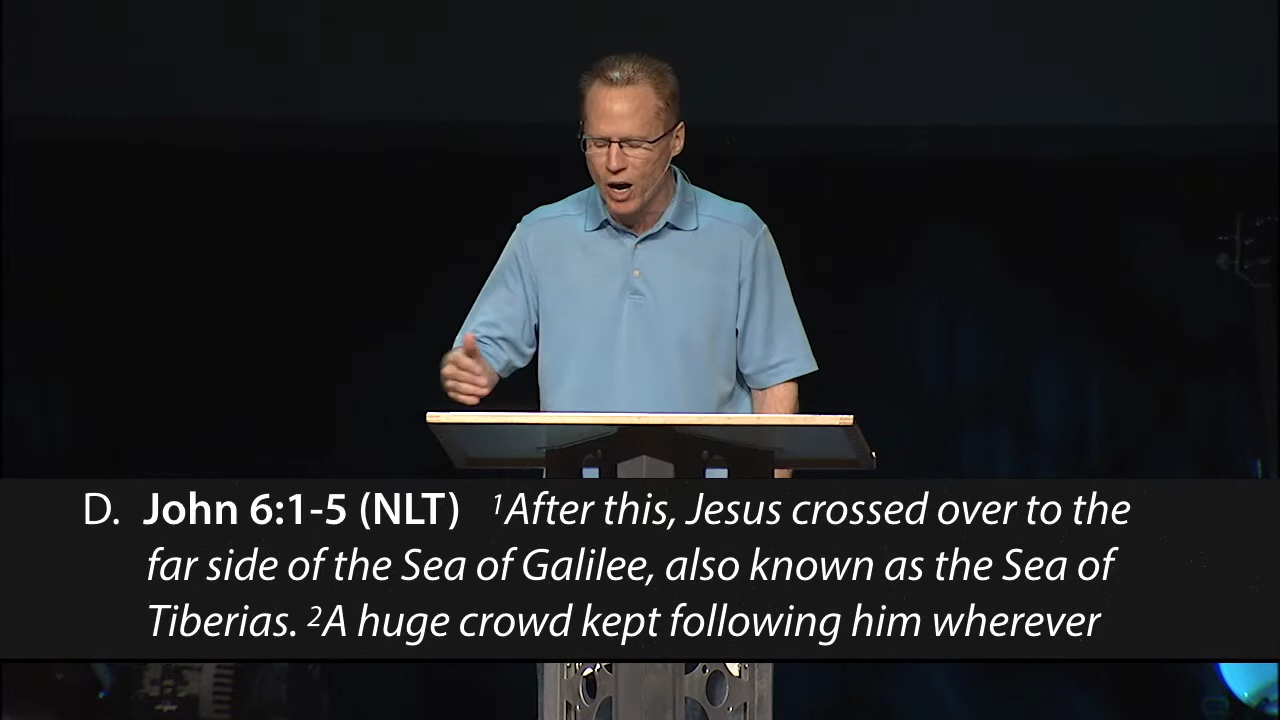 D. John 6:1-5 (NLT) ¹After this, Jesus crossed over to the
far side of the Sea of Galilee, also known as the Sea of
Tiberias. ²A huge crowd kept following him wherever